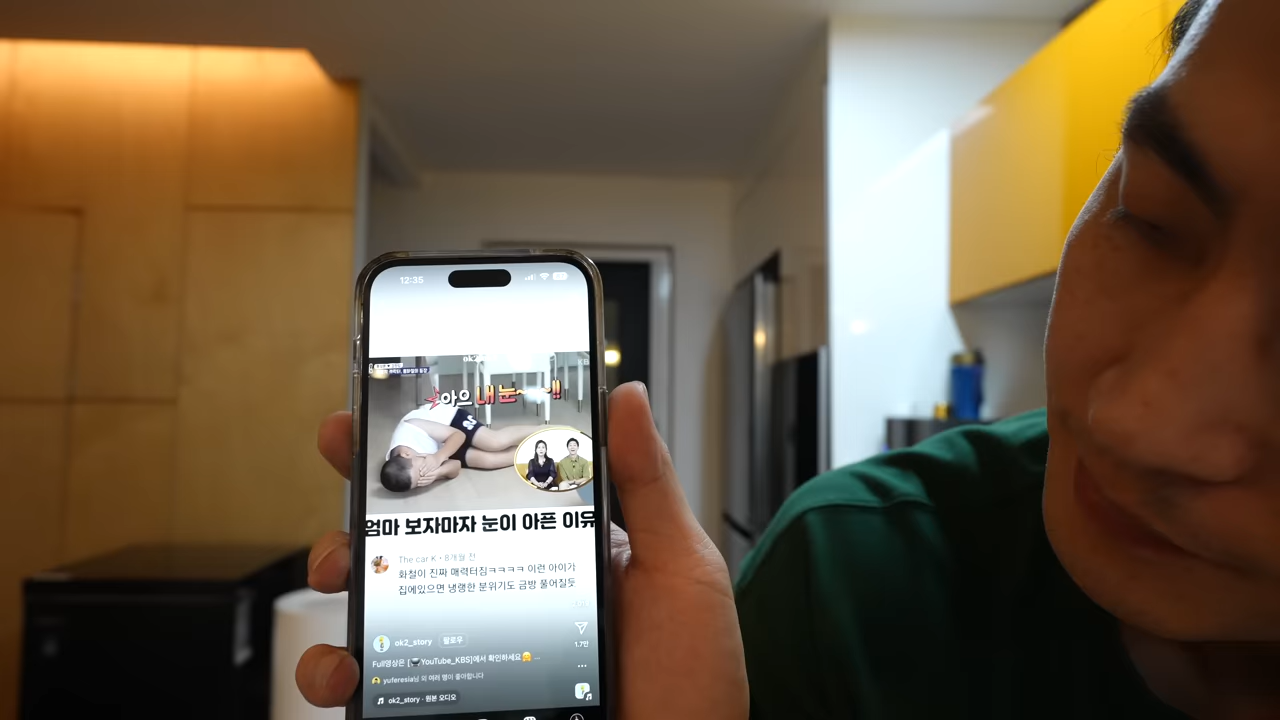 12:35
ok2
KB
아으 내 눈~
엄마 보자마자 눈이 아픈 이유
The car K • 8개월 전
화철이 진짜 매력터짐ㅋㅋㅋㅋ 이런 아이가
집에있으면 냉랭한 분위기도 금방 풀어질듯
ok2_story 팔로우
1.7만
Full영상은 [ YouTube_KBS]에서 확인하세요 ...
yuferesia님 외 여러 명이 좋아합니다
ok2_story · 원본 오디오